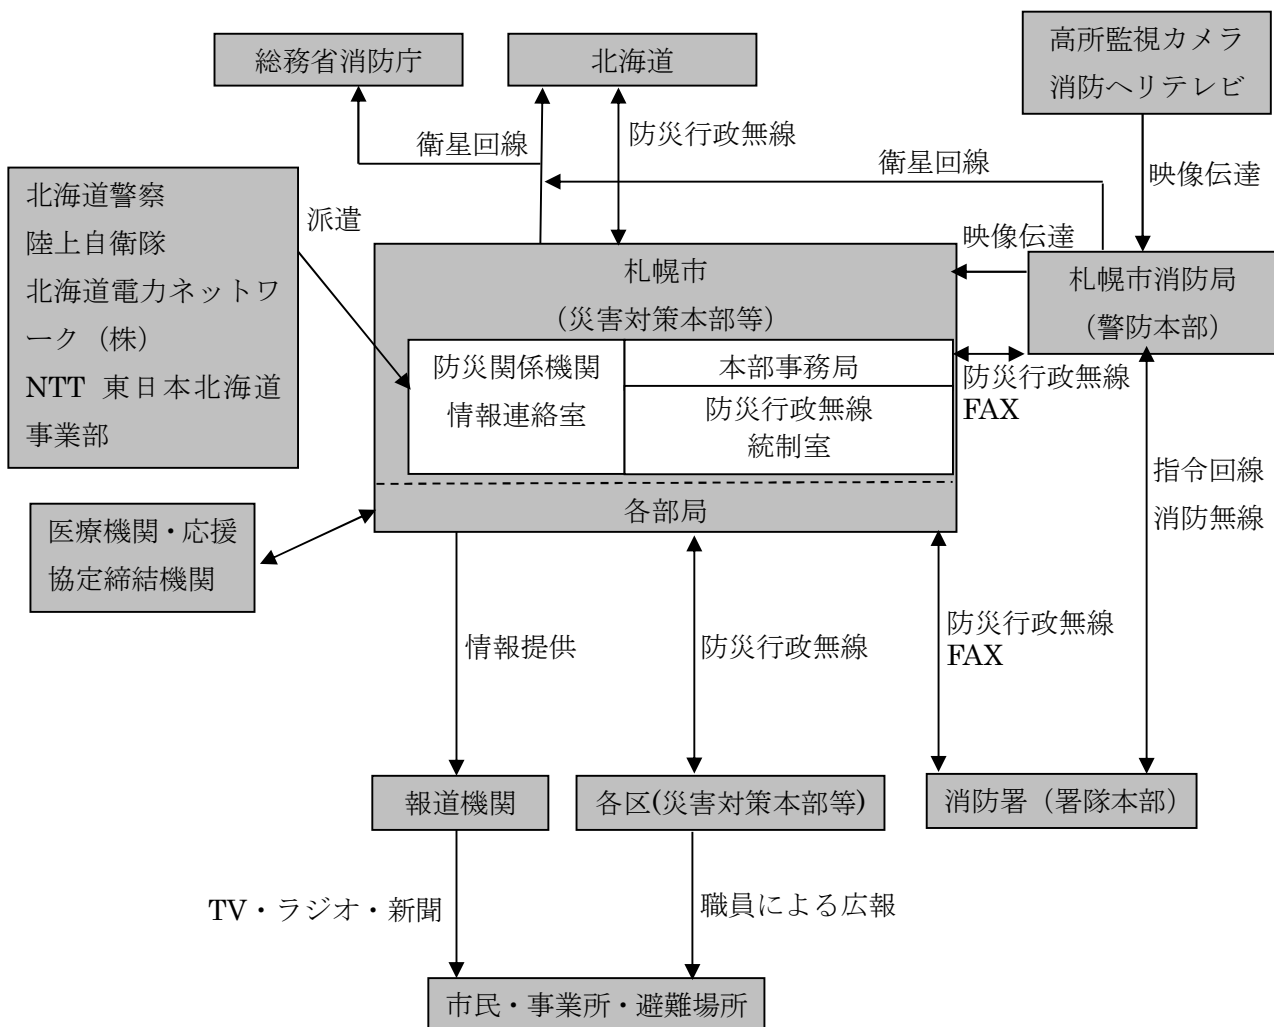 総務省消防庁
北海道
高所監視カメラ
消防ヘリテレビ
衛星回線
防災行政無線
衛星回線
映像伝達
北海道警察
陸上自衛隊
北海道電力ネットワ
ーク（株）
NTT 東日本北海道
事業部
派遣
映像伝達
札幌市
（災害対策本部等）
札幌市消防局
（警防本部）
防災関係機関
情報連絡室
本部事務局
防災行政無線
統制室
防災行政無線
FAX
各部局
指令回線
消防無線
医療機関・応援
協定締結機関
情報提供
防災行政無線
防災行政無線
FAX
報道機関
各区(災害対策本部等)
消防署（署隊本部）
TV・ラジオ・新聞
職員による広報
市民・事業所・避難場所